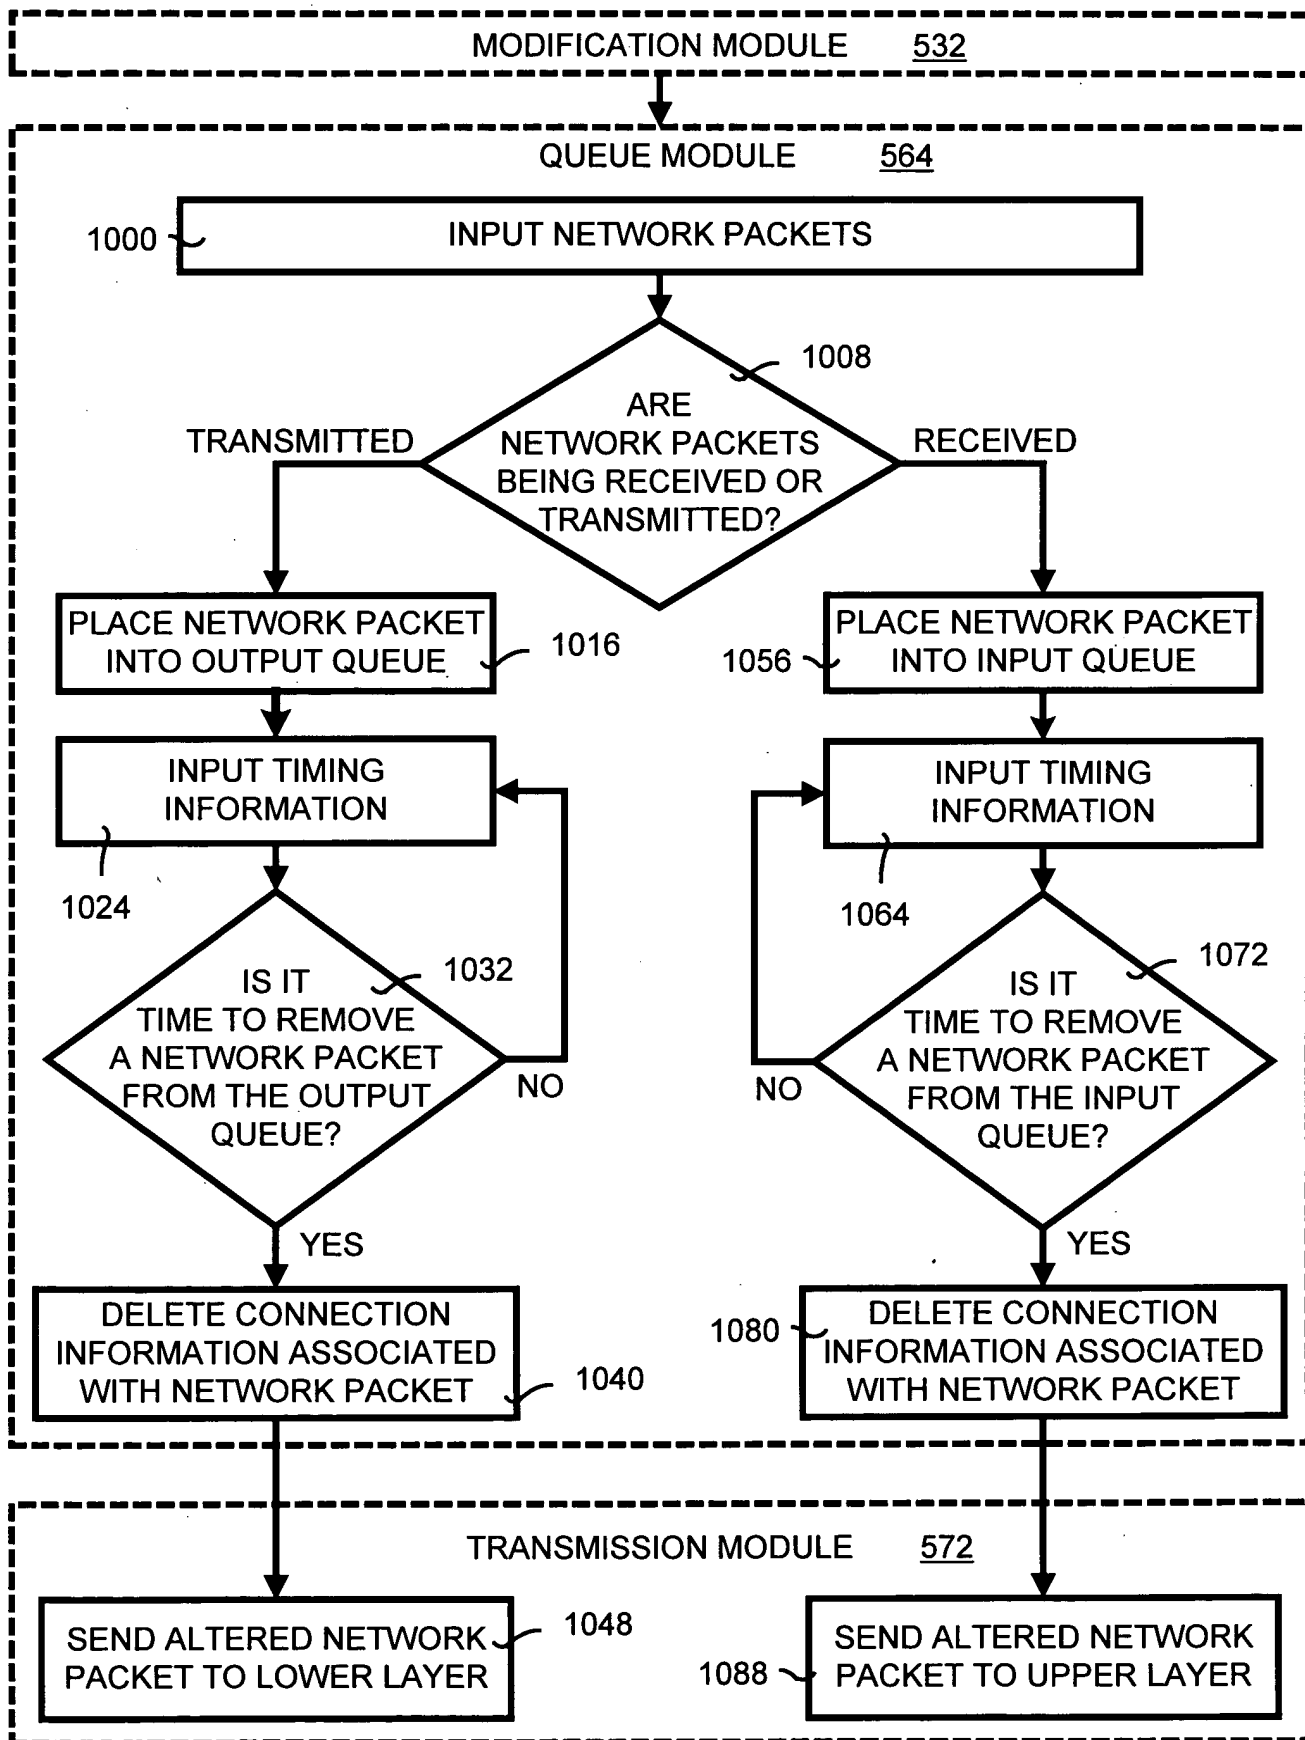 MODIFICATION MODULE 532
QUEUE MODULE 564
1000
INPUT NETWORK PACKETS
1008
ARE
NETWORK PACKETS
BEING RECEIVED OR
TRANSMITTED?
TRANSMITTED
RECEIVED
PLACE NETWORK PACKET
INTO OUTPUT QUEUE
1016
INPUT TIMING
INFORMATION
1024
1032
IS IT
TIME TO REMOVE
A NETWORK PACKET
FROM THE OUTPUT
QUEUE?
NO
YES
DELETE CONNECTION
INFORMATION ASSOCIATED
WITH NETWORK PACKET
1040
PLACE NETWORK PACKET
INTO INPUT QUEUE
1056
INPUT TIMING
INFORMATION
1064
1072
IS IT
TIME TO REMOVE
A NETWORK PACKET
FROM THE INPUT
QUEUE?
NO
YES
1080
DELETE CONNECTION
INFORMATION ASSOCIATED
WITH NETWORK PACKET
TRANSMISSION MODULE 572
SEND ALTERED NETWORK
PACKET TO LOWER LAYER
1048
SEND ALTERED NETWORK
PACKET TO UPPER LAYER
1088